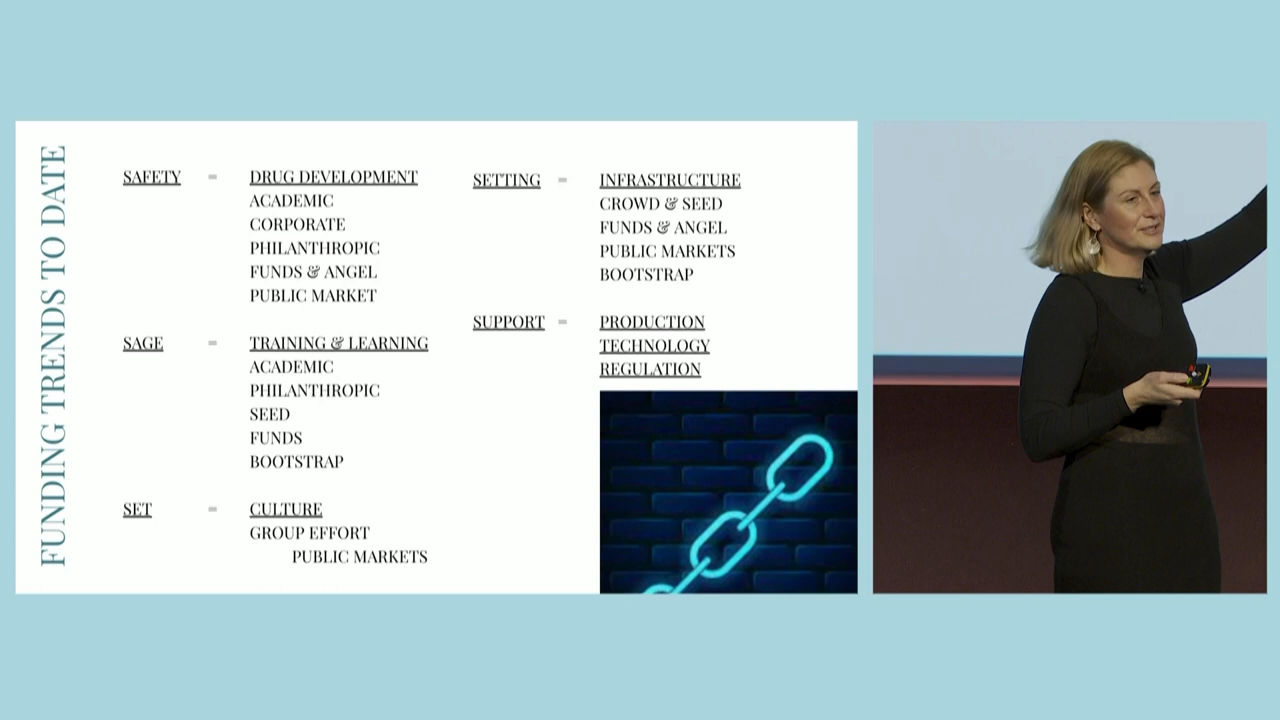 FUNDING TRENDS TO DATE
SAFETY = DRUG DEVELOPMENT
ACADEMIC
CORPORATE
PHILANTHROPIC
FUNDS & ANGEL
PUBLIC MARKET
SAGE = TRAINING & LEARNING
ACADEMIC
PHILANTHROPIC
SEED
FUNDS
BOOTSTRAP
SET = CULTURE
GROUP EFFORT
PUBLIC MARKETS
SETTING = INFRASTRUCTURE
CROWD & SEED
FUNDS & ANGEL
PUBLIC MARKETS
BOOTSTRAP
SUPPORT = PRODUCTION
TECHNOLOGY
REGULATION